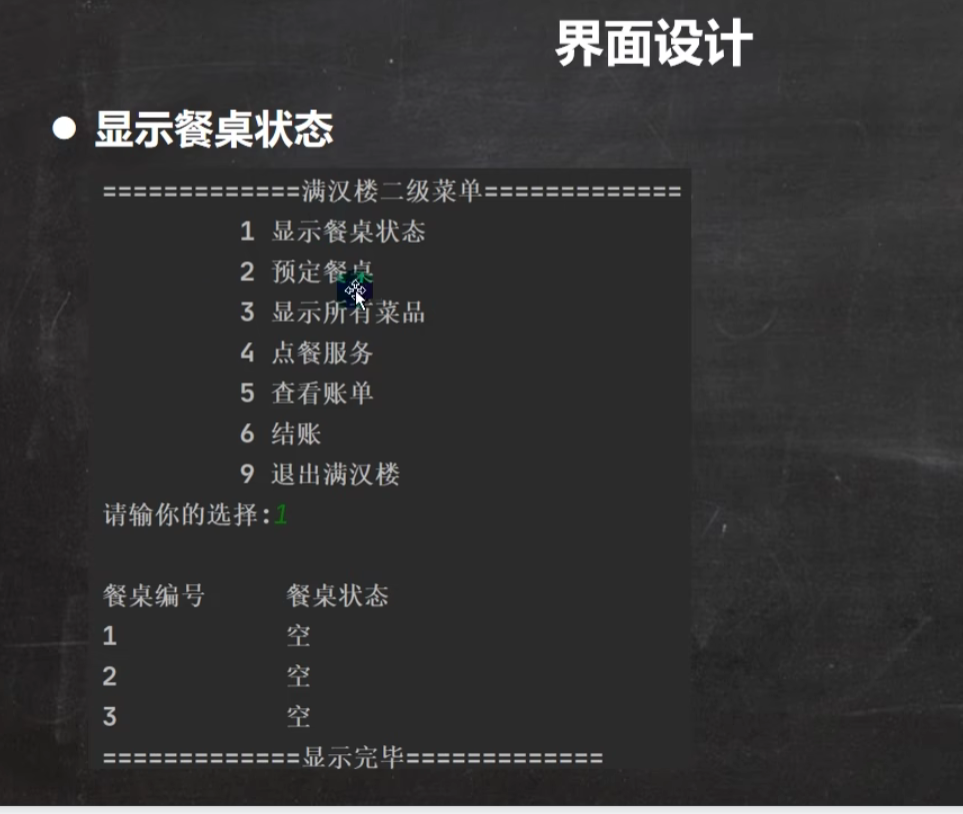 界面设计
● 显示餐桌状态
=============满汉楼二级菜单=============
1 显示餐桌状态
2 预定餐桌
3 显示所有菜品
4 点餐服务
5 查看账单
6 结账
9 退出满汉楼
请输你的选择:1
餐桌编号 餐桌状态
1 空
2 空
3 空
=============显示完毕=============